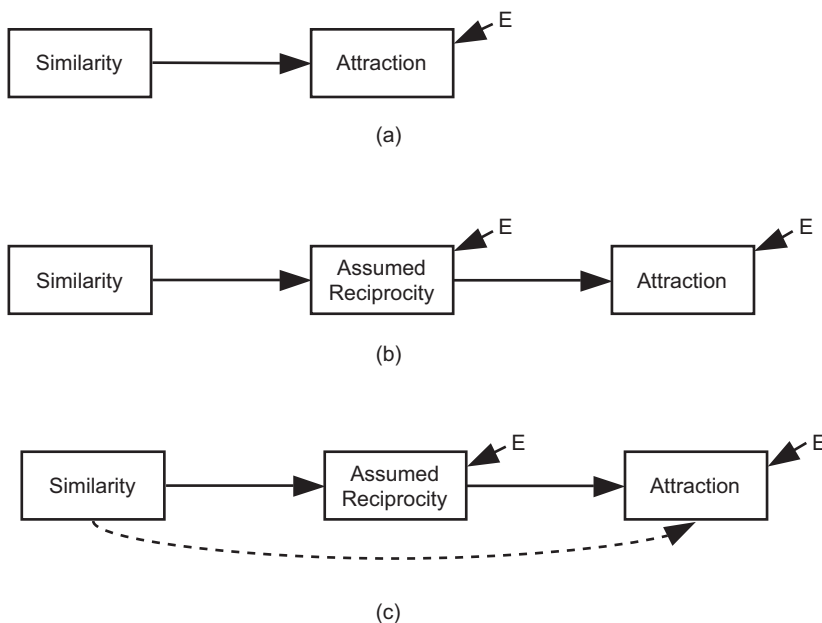 E
Similarity
Attraction
(a)
E
E
Similarity
Assumed
Reciprocity
Attraction
(b)
E
E
Similarity
Assumed
Reciprocity
Attraction
(c)